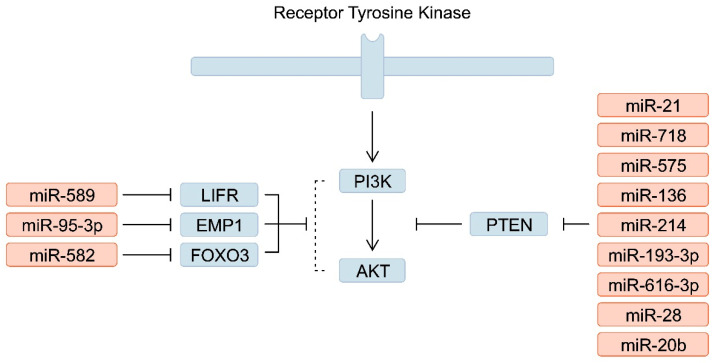 Receptor Tyrosine Kinase
miR-21
miR-718
miR-575
miR-136
miR-214
miR-193-3p
miR-616-3p
miR-28
miR-20b
PI3K
AKT
PTEN
miR-589
LIFR
miR-95-3p
EMP1
miR-582
FOXO3